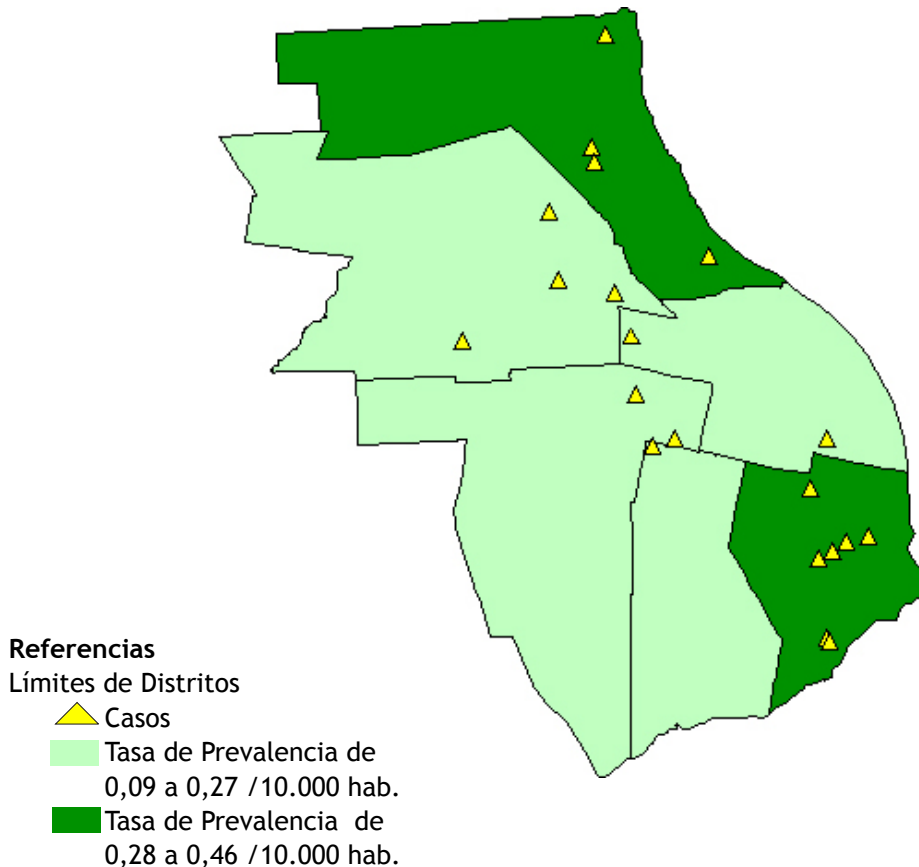 Referencias
Límites de Distritos
Casos
Tasa de Prevalencia de
0,09 a 0,27 /10.000 hab.
Tasa de Prevalencia de
0,28 a 0,46 /10.000 hab.